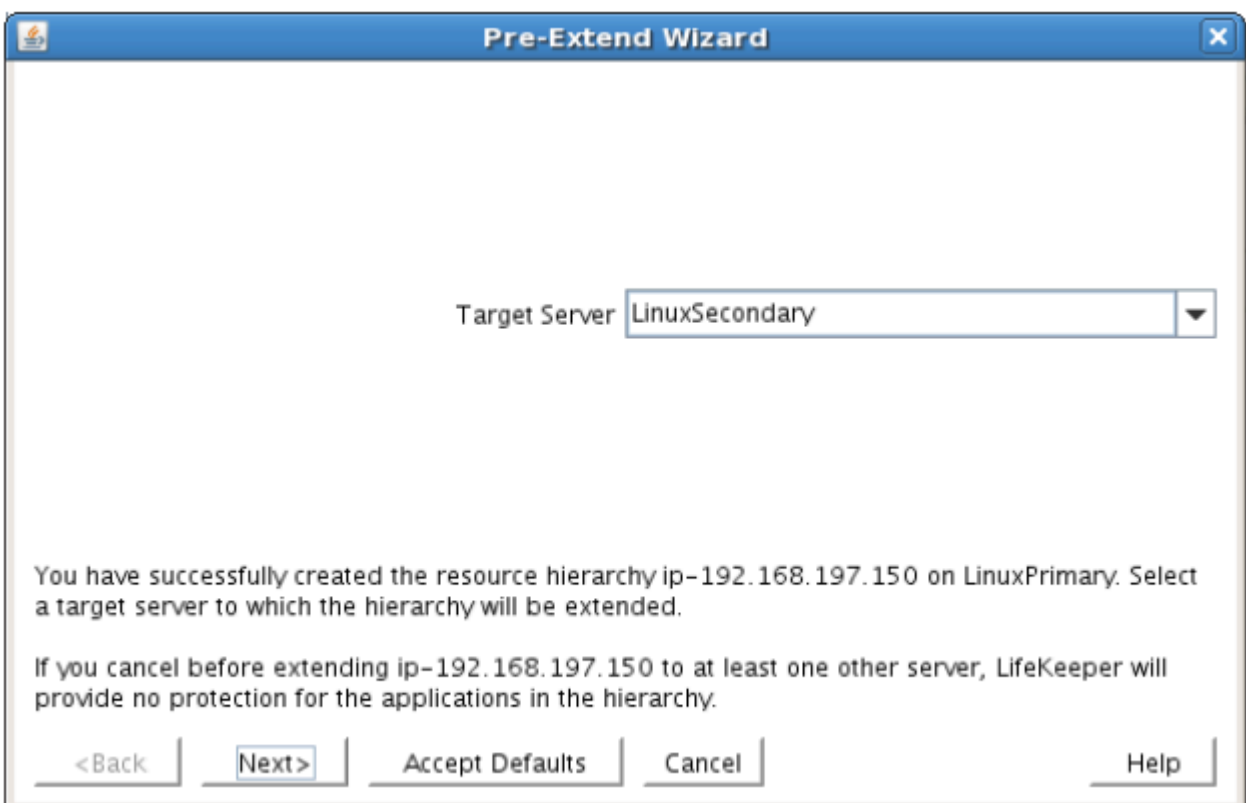 Pre-Extend Wizard
Target Server LinuxSecondary
You have successfully created the resource hierarchy ip-192.168.197.150 on LinuxPrimary. Select
a target server to which the hierarchy will be extended.
If you cancel before extending ip-192.168.197.150 to at least one other server, LifeKeeper will
provide no protection for the applications in the hierarchy.
<Back Next> Accept Defaults Cancel Help